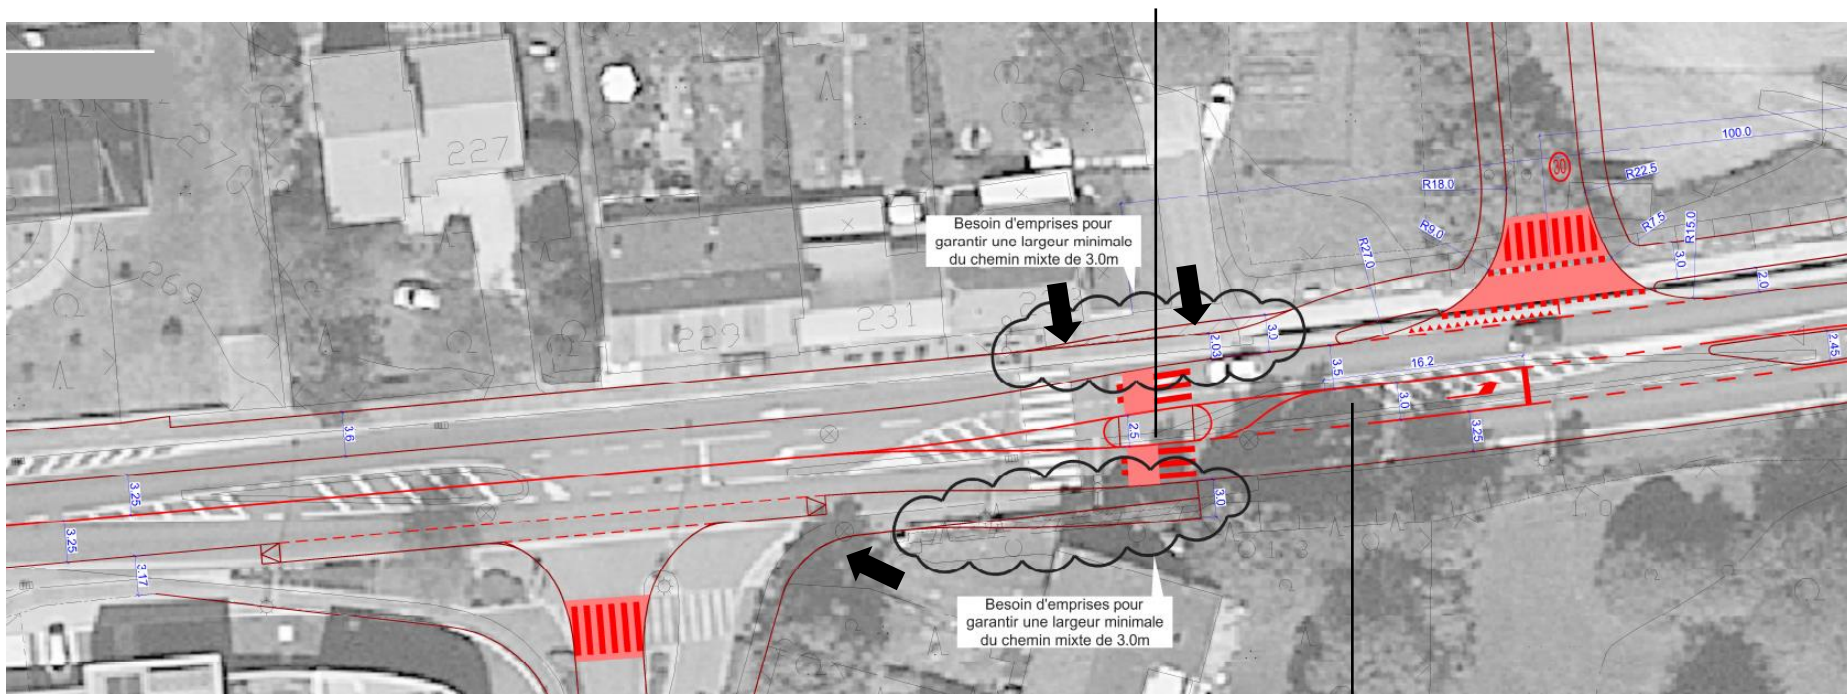 227
269
229
231
Besoin d'emprises pour
garantir une largeur minimale
du chemin mixte de 3.0m
30
100.0
R18.0
R22.5
R9.0
R7.5
R15.0
R27.0
3.0
2.0
3.0
2.03
3.5
16.2
2.45
3.0
3.25
2.5
3.6
3.25
3.25
3.17
3.0
Besoin d'emprises pour
garantir une largeur minimale
du chemin mixte de 3.0m